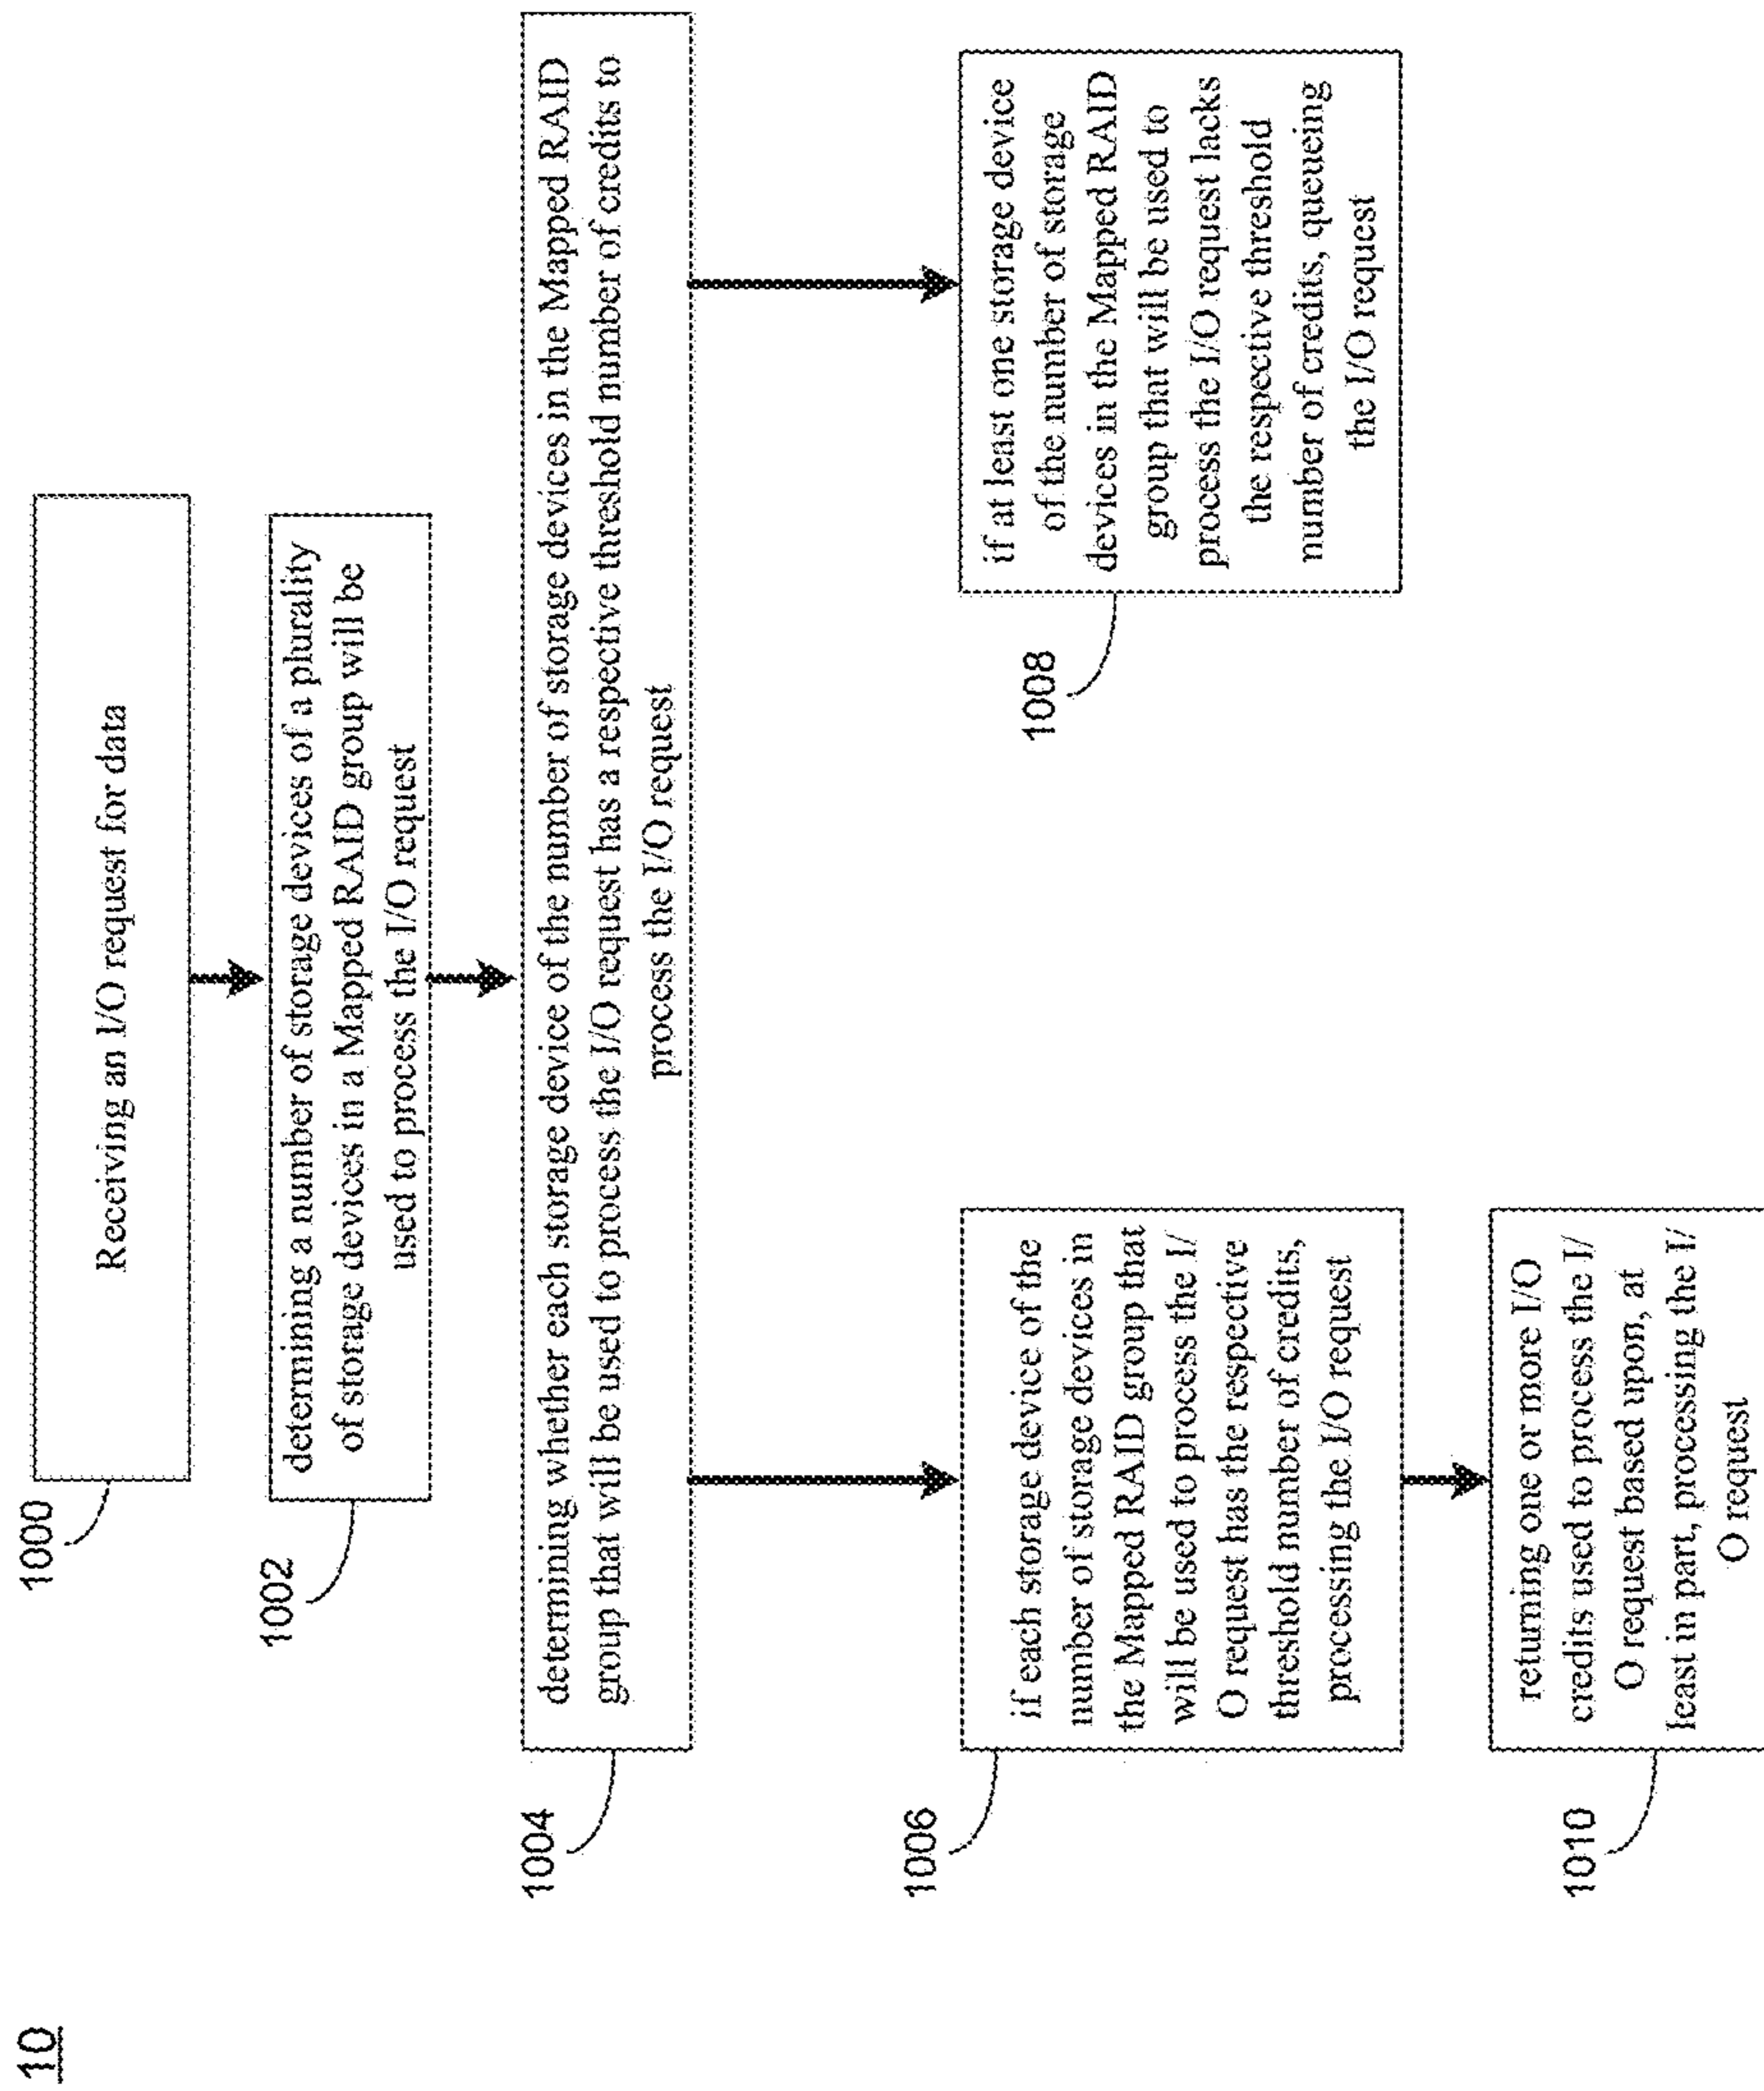 10
1000
Receiving an I/O request for data
1002
determining a number of storage devices of a plurality
of storage devices in a Mapped RAID group will be
used to process the I/O request
1004
determining whether each storage device of the number of storage devices in the Mapped RAID
group that will be used to process the I/O request has a respective threshold number of credits to
process the I/O request
1006
if each storage device of the
number of storage devices in
the Mapped RAID group that
will be used to process the I/
O request has the respective
threshold number of credits,
processing the I/O request
1008
if at least one storage device
of the number of storage
devices in the Mapped RAID
group that will be used to
process the I/O request lacks
the respective threshold
number of credits, queueing
the I/O request
1010
returning one or more I/O
credits used to process the I/
O request based upon, at
least in part, processing the I/
O request